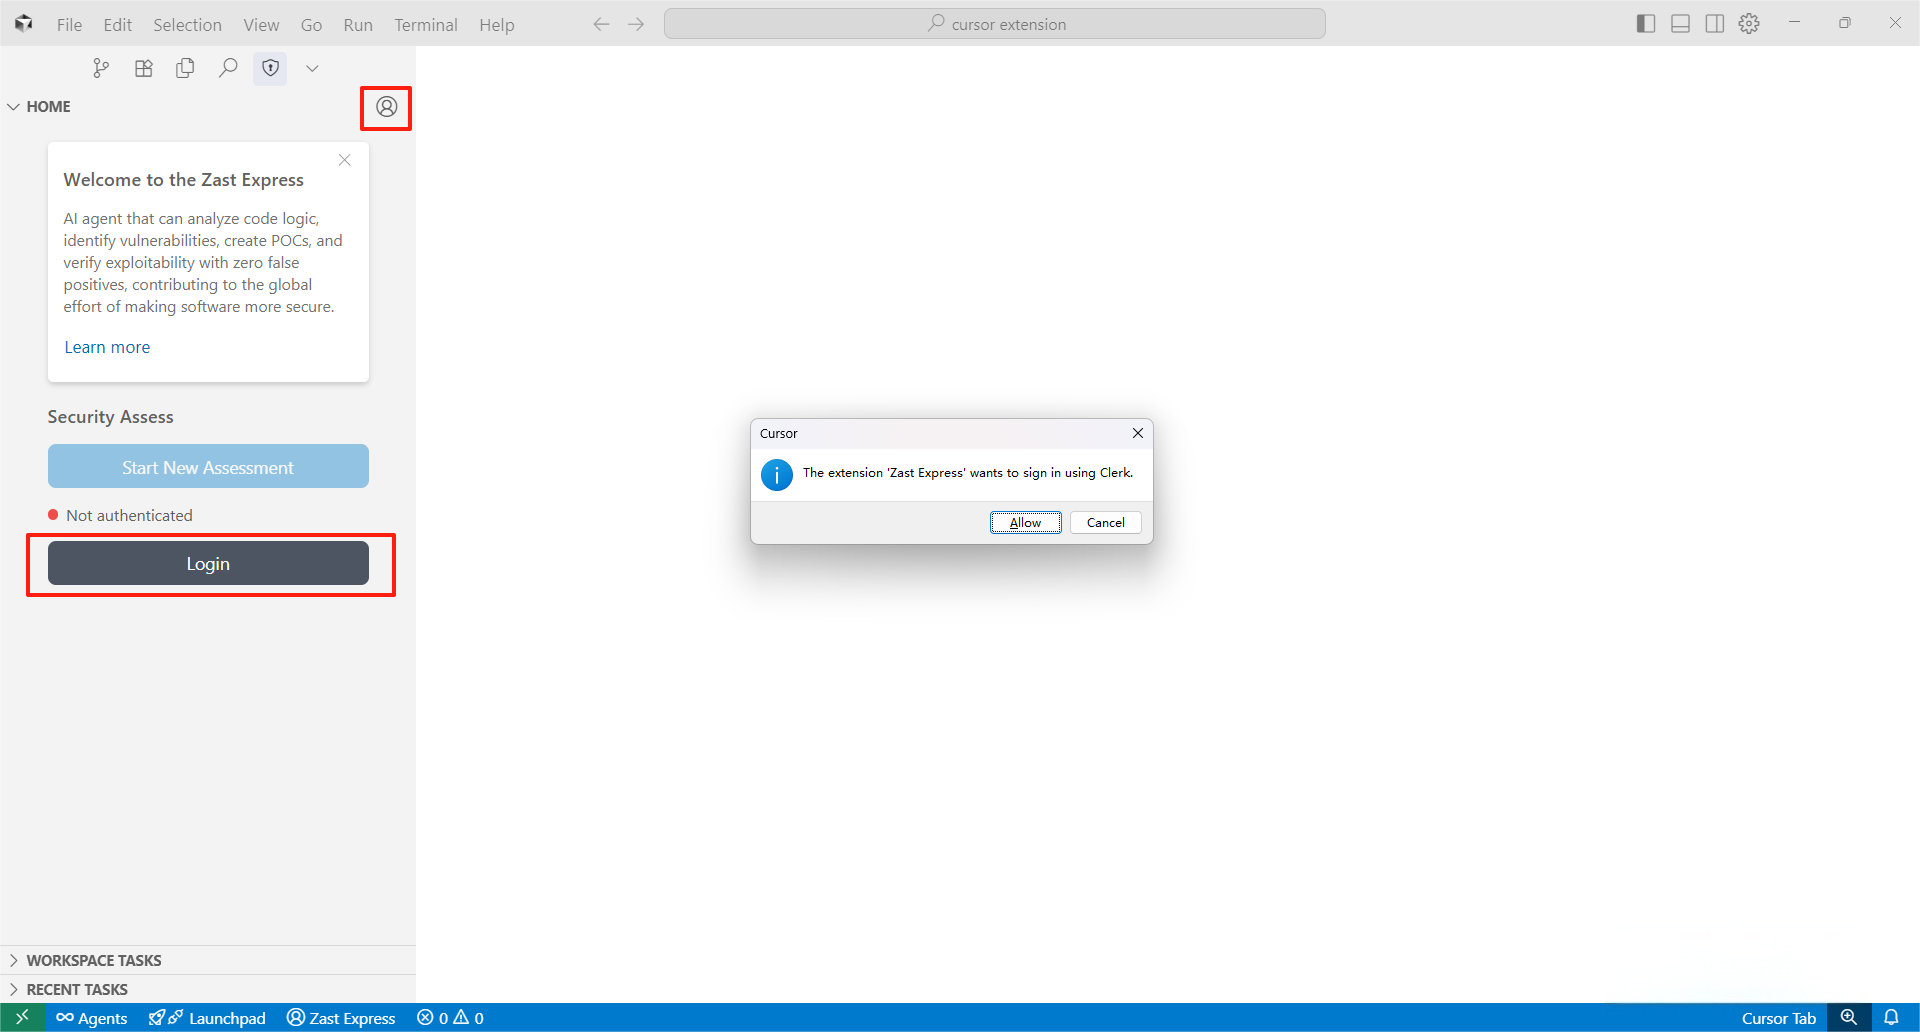 File Edit Selection View Go Run Terminal Help
cursor extension
HOME
Welcome to the Zast Express
AI agent that can analyze code logic,
identify vulnerabilities, create POCs, and
verify exploitability with zero false
positives, contributing to the global
effort of making software more secure.
Learn more
Security Assess
Start New Assessment
Not authenticated
Login
Cursor
The extension 'Zast Express' wants to sign in using Clerk.
Allow Cancel
WORKSPACE TASKS
RECENT TASKS
Agents Launchpad Zast Express 0 0 Cursor Tab